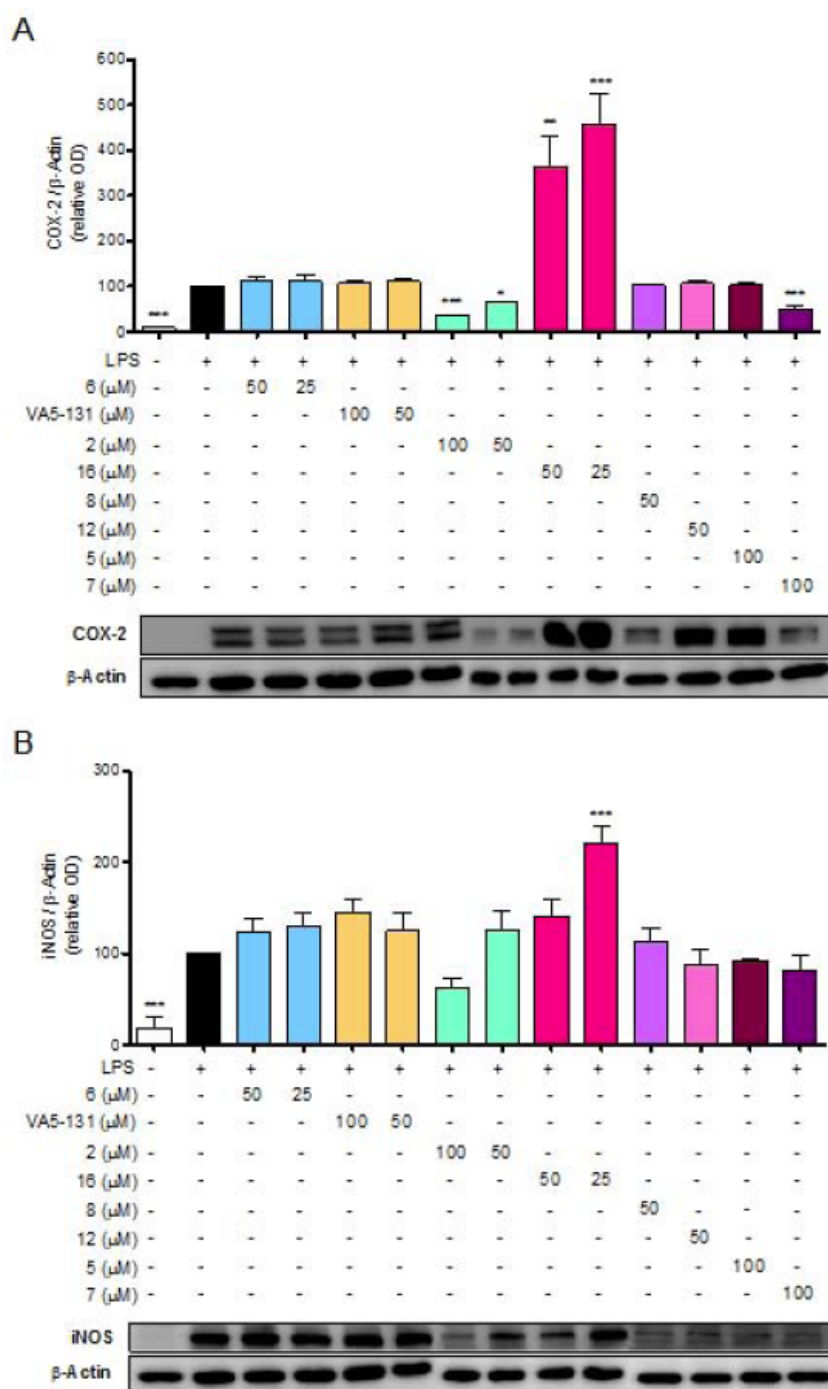 A
600
500
400
300
200
100
0
COX-2 / β-Actin
(relative OD)
*** *** * ** *** ***
LPS - + + + + + + + + + + + + +
6 (μM) - - 50 25 - - - - - - - - - -
VA5-131 (μM) - - - - 100 50 - - - - - - - -
2 (μM) - - - - - - 100 50 - - - - - -
16 (μM) - - - - - - - - 50 25 - - - -
8 (μM) - - - - - - - - - - 50 - - -
12 (μM) - - - - - - - - - - - 50 - -
5 (μM) - - - - - - - - - - - - 100 -
7 (μM) - - - - - - - - - - - - - 100
COX-2
β-Actin
B
300
200
100
0
iNOS / β-Actin
(relative OD)
*** ***
LPS - + + + + + + + + + + + + +
6 (μM) - - 50 25 - - - - - - - - - -
VA5-131 (μM) - - - - 100 50 - - - - - - - -
2 (μM) - - - - - - 100 50 - - - - - -
16 (μM) - - - - - - - - 50 25 - - - -
8 (μM) - - - - - - - - - - 50 - - -
12 (μM) - - - - - - - - - - - 50 - -
5 (μM) - - - - - - - - - - - - 100 -
7 (μM) - - - - - - - - - - - - - 100
iNOS
β-Actin